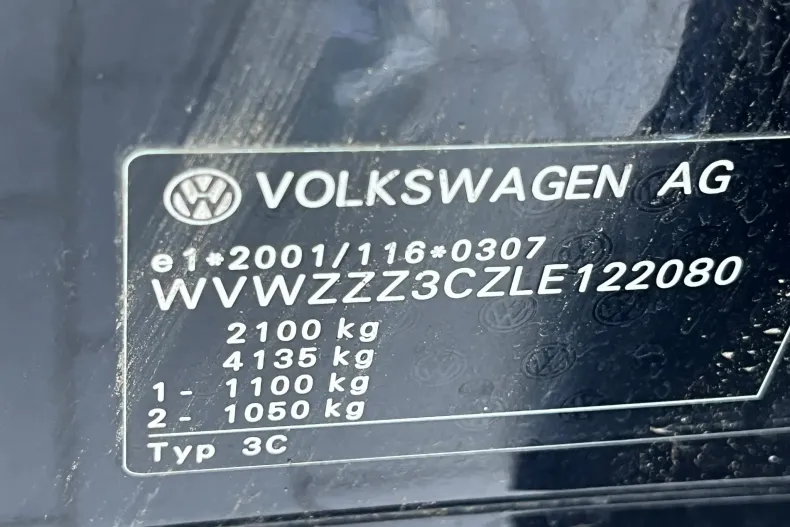 VOLKSWAGEN AG
e1*2001/116*0307
WVWZZZ3CZLE122080
2100 kg
4135 kg
1- 1100 kg
2- 1050 kg
Typ 3C